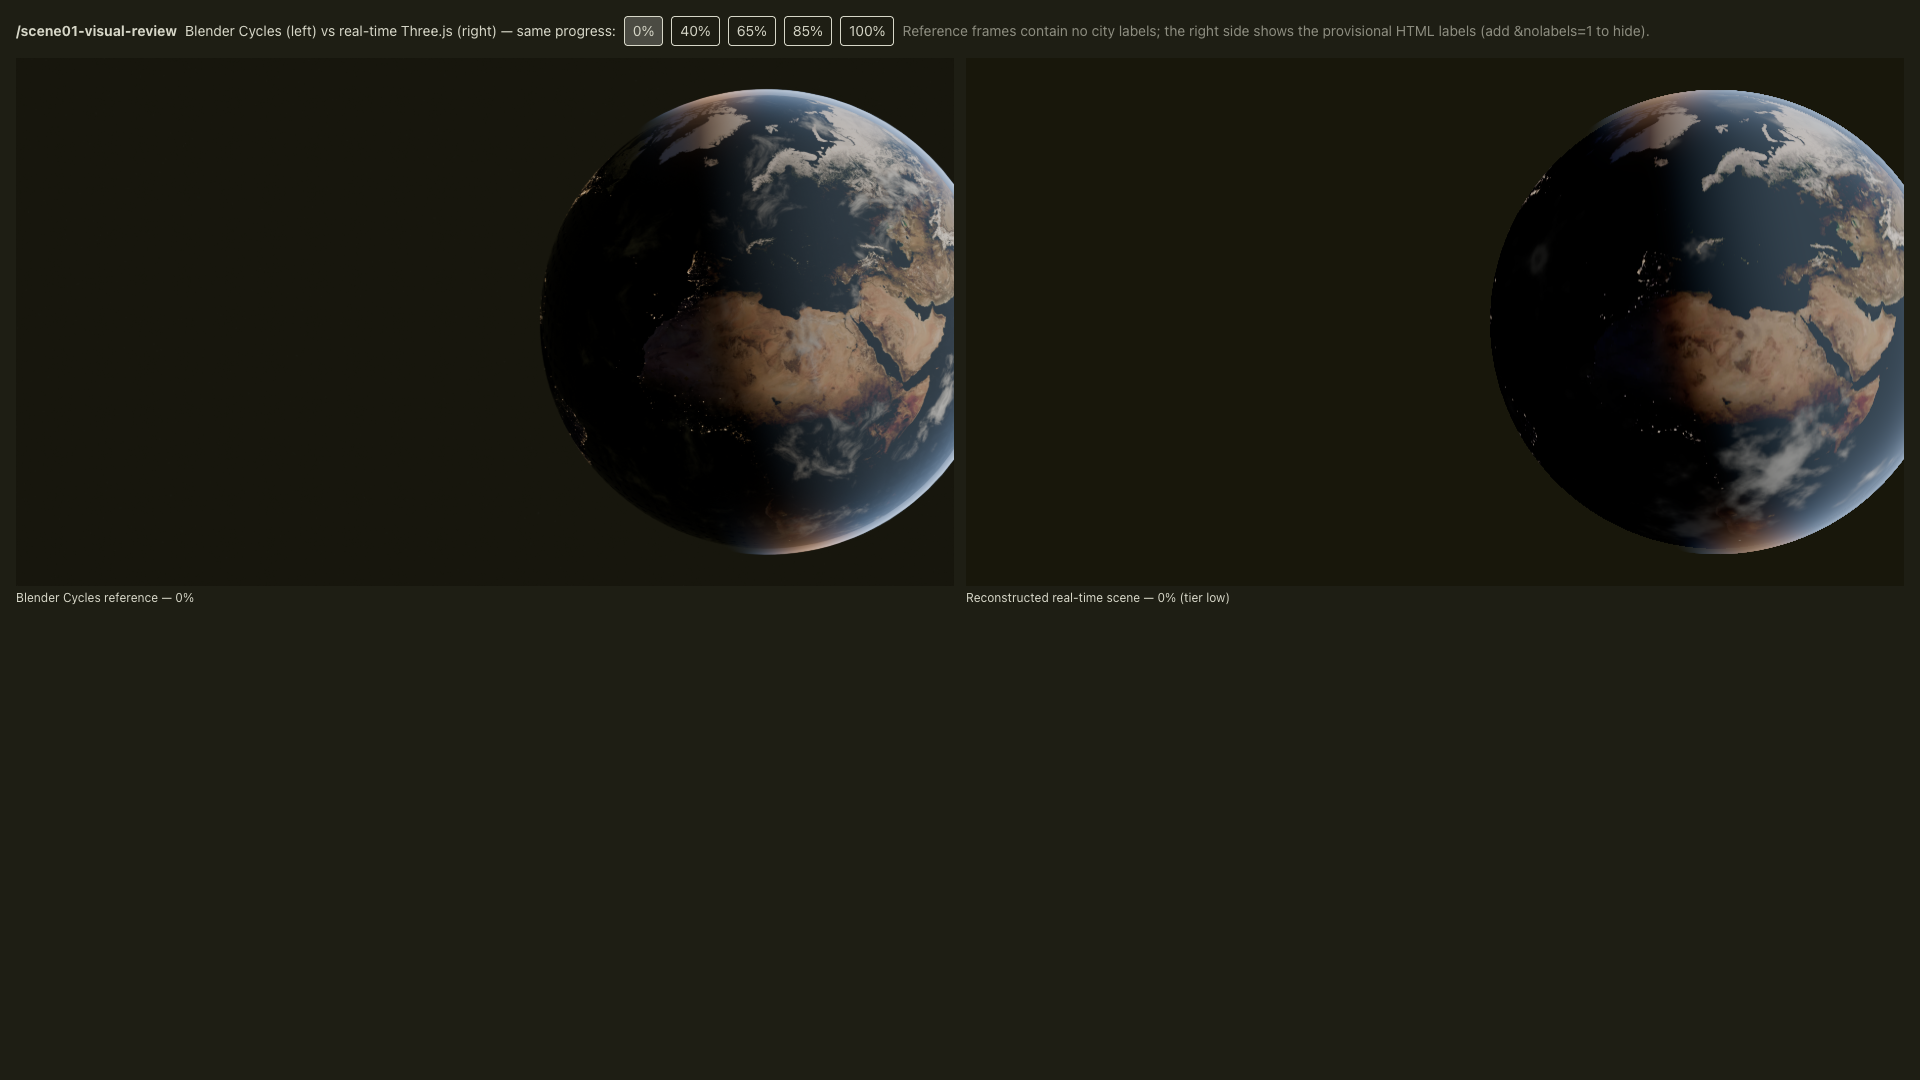 /scene01-visual-review Blender Cycles (left) vs real-time Three.js (right) — same progress: 0% 40% 65% 85% 100% Reference frames contain no city labels; the right side shows the provisional HTML labels (add &nolabels=1 to hide).
Blender Cycles reference — 0%
Reconstructed real-time scene — 0% (tier low)